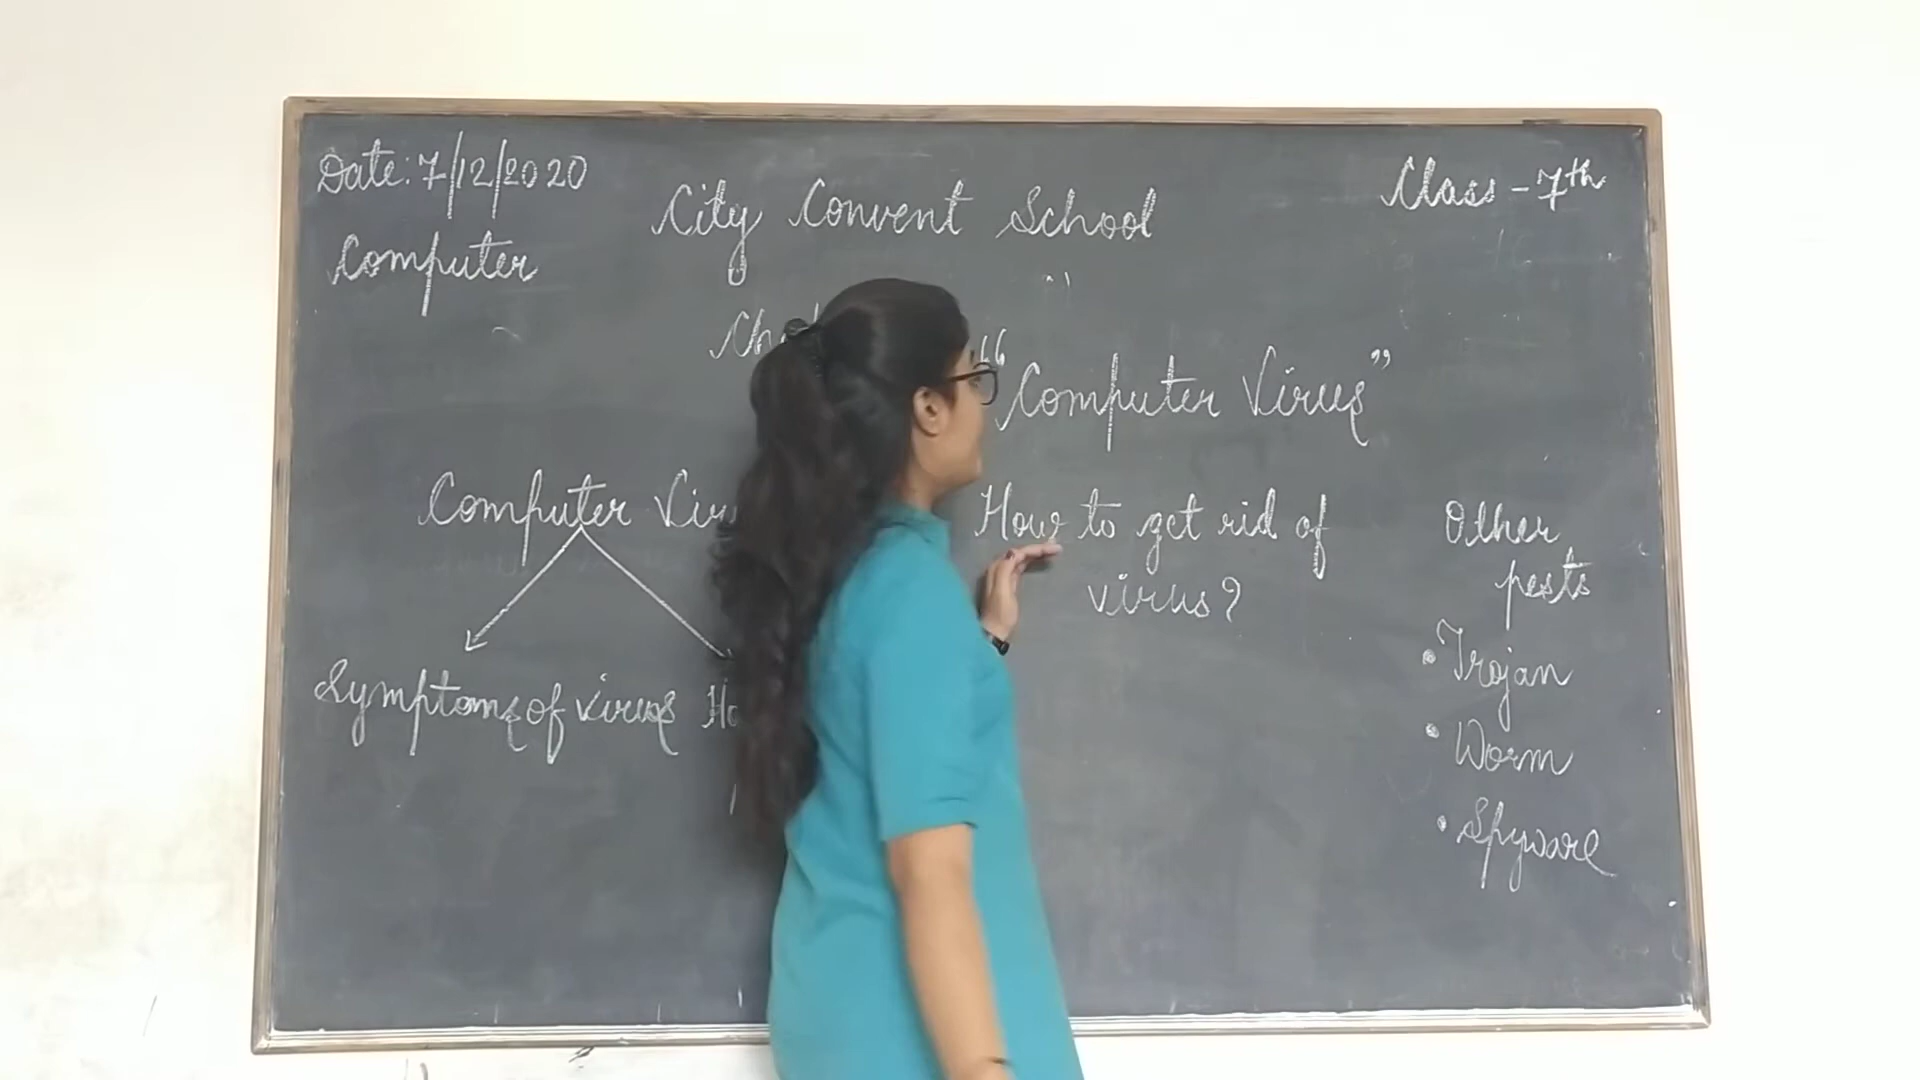 Date: 7/12/2020
Class - 7th
City Convent School
Computer
"Computer Virus"
Computer
How to get rid of
virus?
Symptoms of virus
Other
pests
• Trojan
• Worm
• Spyware